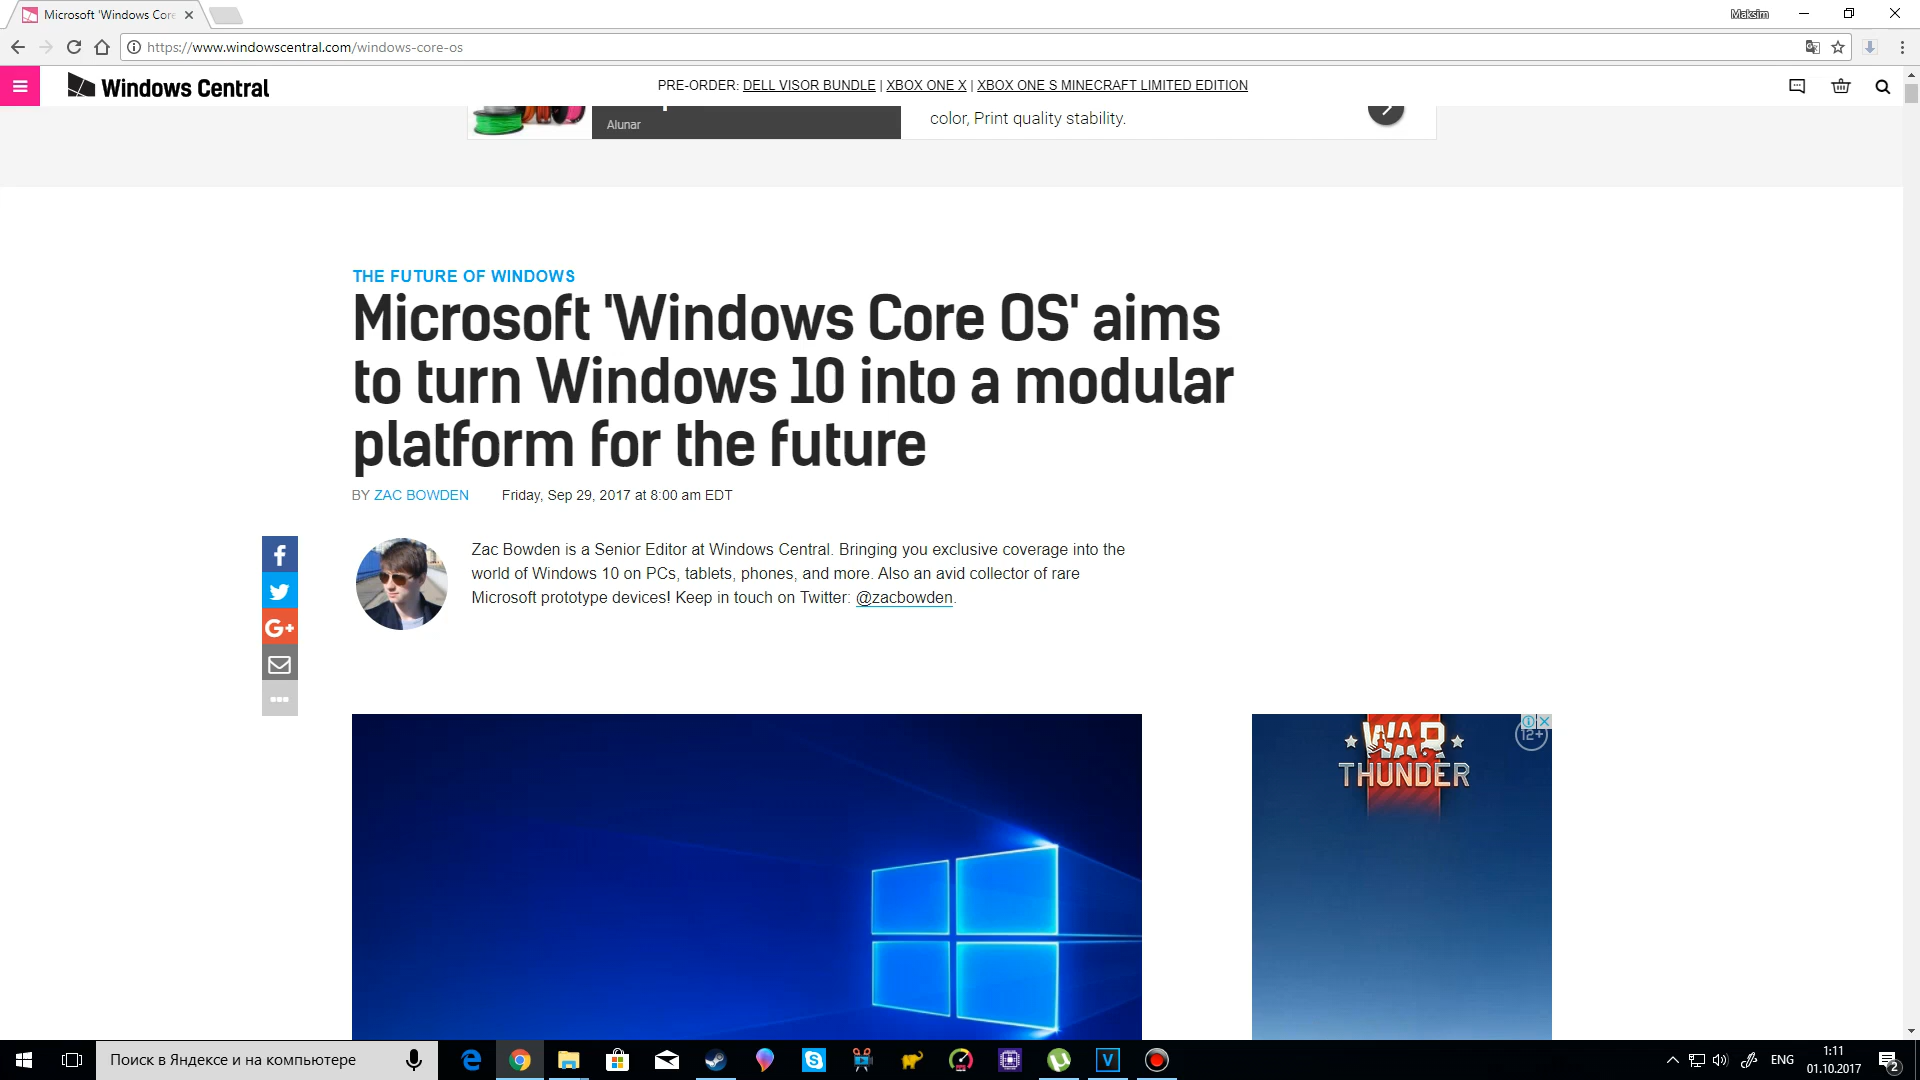 Microsoft 'Windows Core
Maksim
https://www.windowscentral.com/windows-core-os
Windows Central
PRE-ORDER: DELL VISOR BUNDLE | XBOX ONE X | XBOX ONE S MINECRAFT LIMITED EDITION
Alunar
color, Print quality stability.
THE FUTURE OF WINDOWS
Microsoft 'Windows Core OS' aims
to turn Windows 10 into a modular
platform for the future
BY ZAC BOWDEN Friday, Sep 29, 2017 at 8:00 am EDT
Zac Bowden is a Senior Editor at Windows Central. Bringing you exclusive coverage into the
world of Windows 10 on PCs, tablets, phones, and more. Also an avid collector of rare
Microsoft prototype devices! Keep in touch on Twitter: @zacbowden.
G+
WAR
THUNDER
12+
Поиск в Яндексе и на компьютере
ENG
1:11
01.10.2017
2